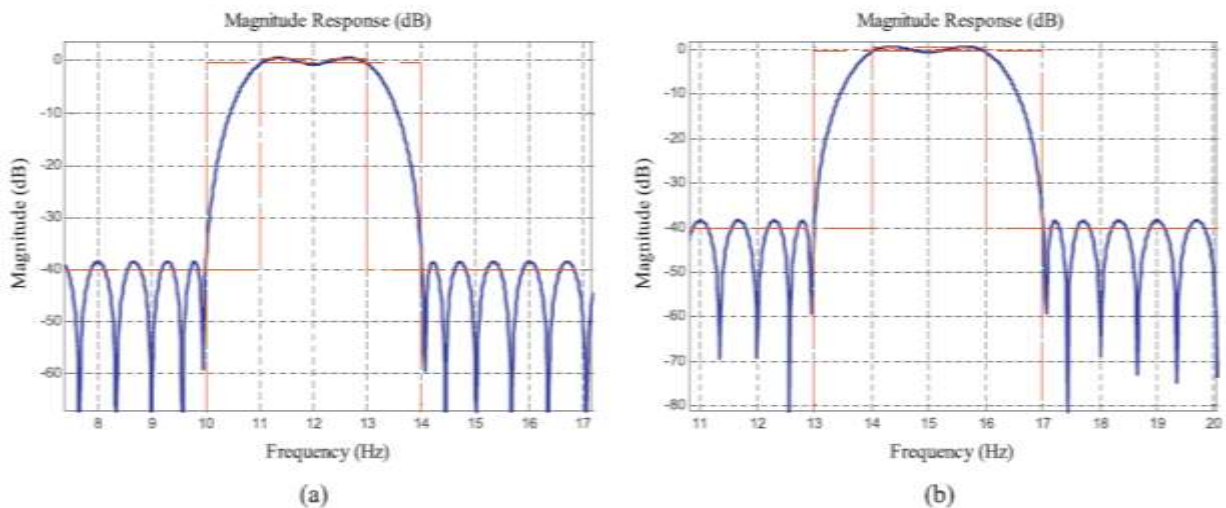 Magnitude Response (dB)
0
-10
-20
-30
-40
-50
-60
Magnitude (dB)
8 9 10 11 12 13 14 15 16 17
Frequency (Hz)
(a)
Magnitude Response (dB)
0
-10
-20
-30
-40
-50
-60
-70
-80
Magnitude (dB)
11 12 13 14 15 16 17 18 19 20
Frequency (Hz)
(b)